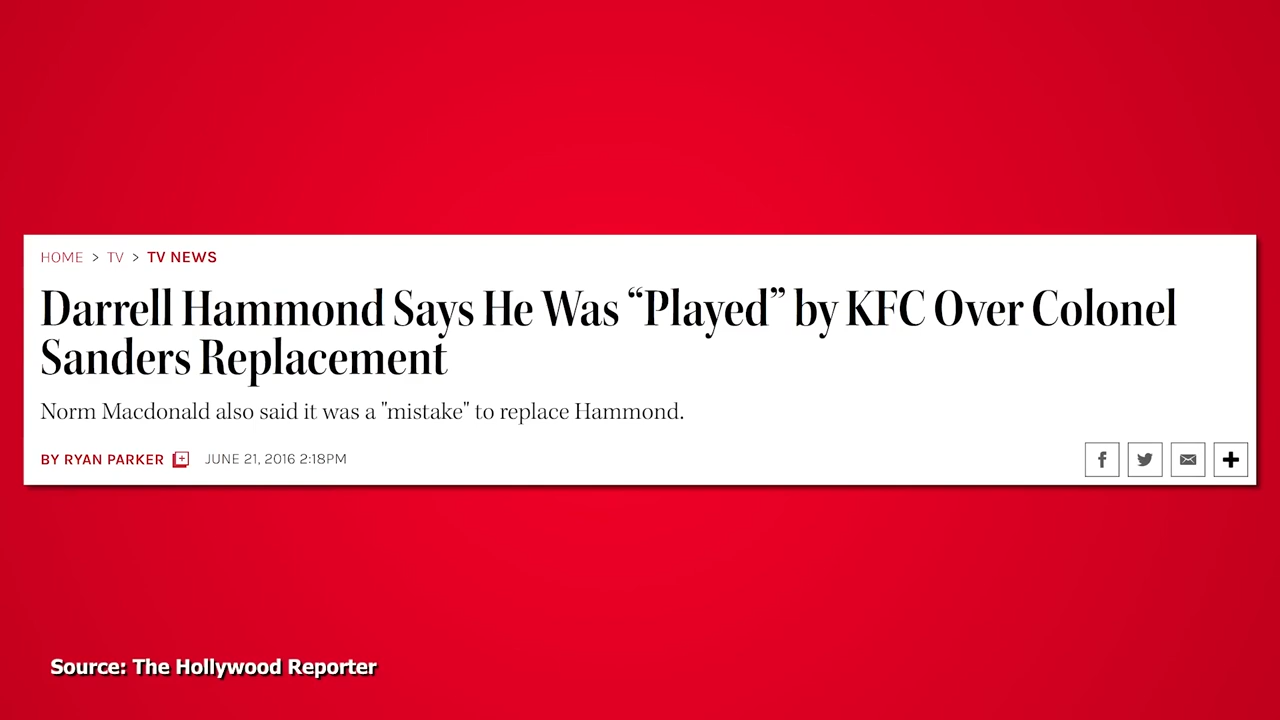 HOME > TV > TV NEWS
Darrell Hammond Says He Was “Played” by KFC Over Colonel
Sanders Replacement
Norm Macdonald also said it was a "mistake" to replace Hammond.
BY RYAN PARKER JUNE 21, 2016 2:18PM
Source: The Hollywood Reporter